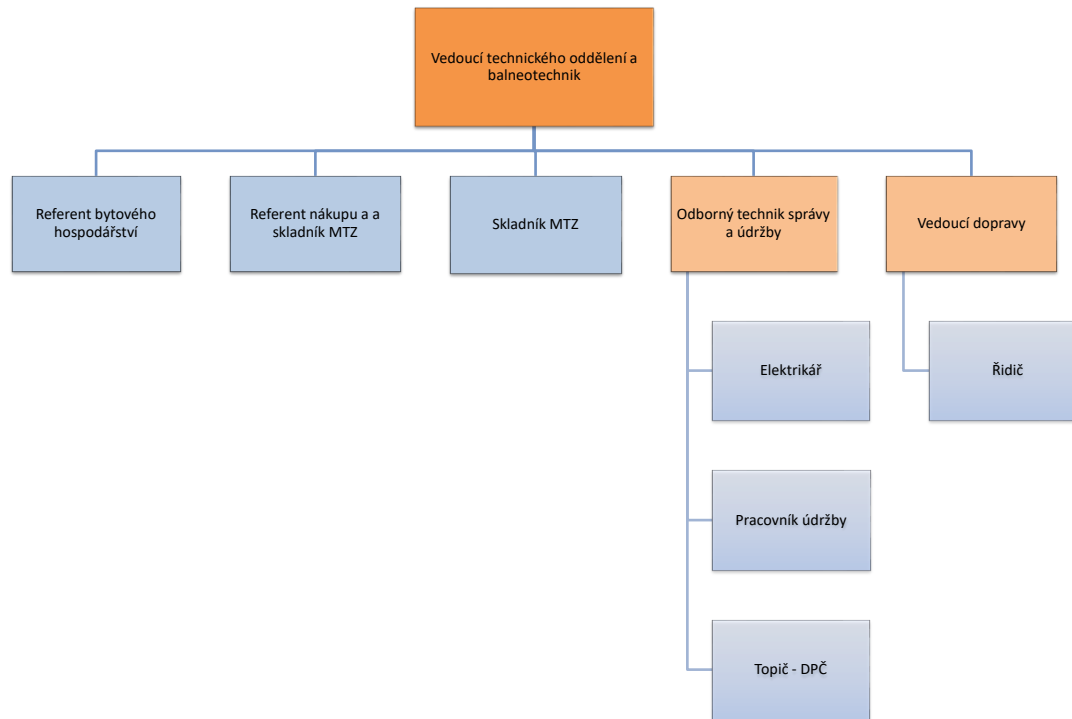 Vedoucí technického oddělení a
balneotechnik
Referent bytového
hospodářství
Referent nákupu a a
skladník MTZ
Skladník MTZ
Odborný technik správy
a údržby
Vedoucí dopravy
Elektrikář
Řidič
Pracovník údržby
Topič - DPČ